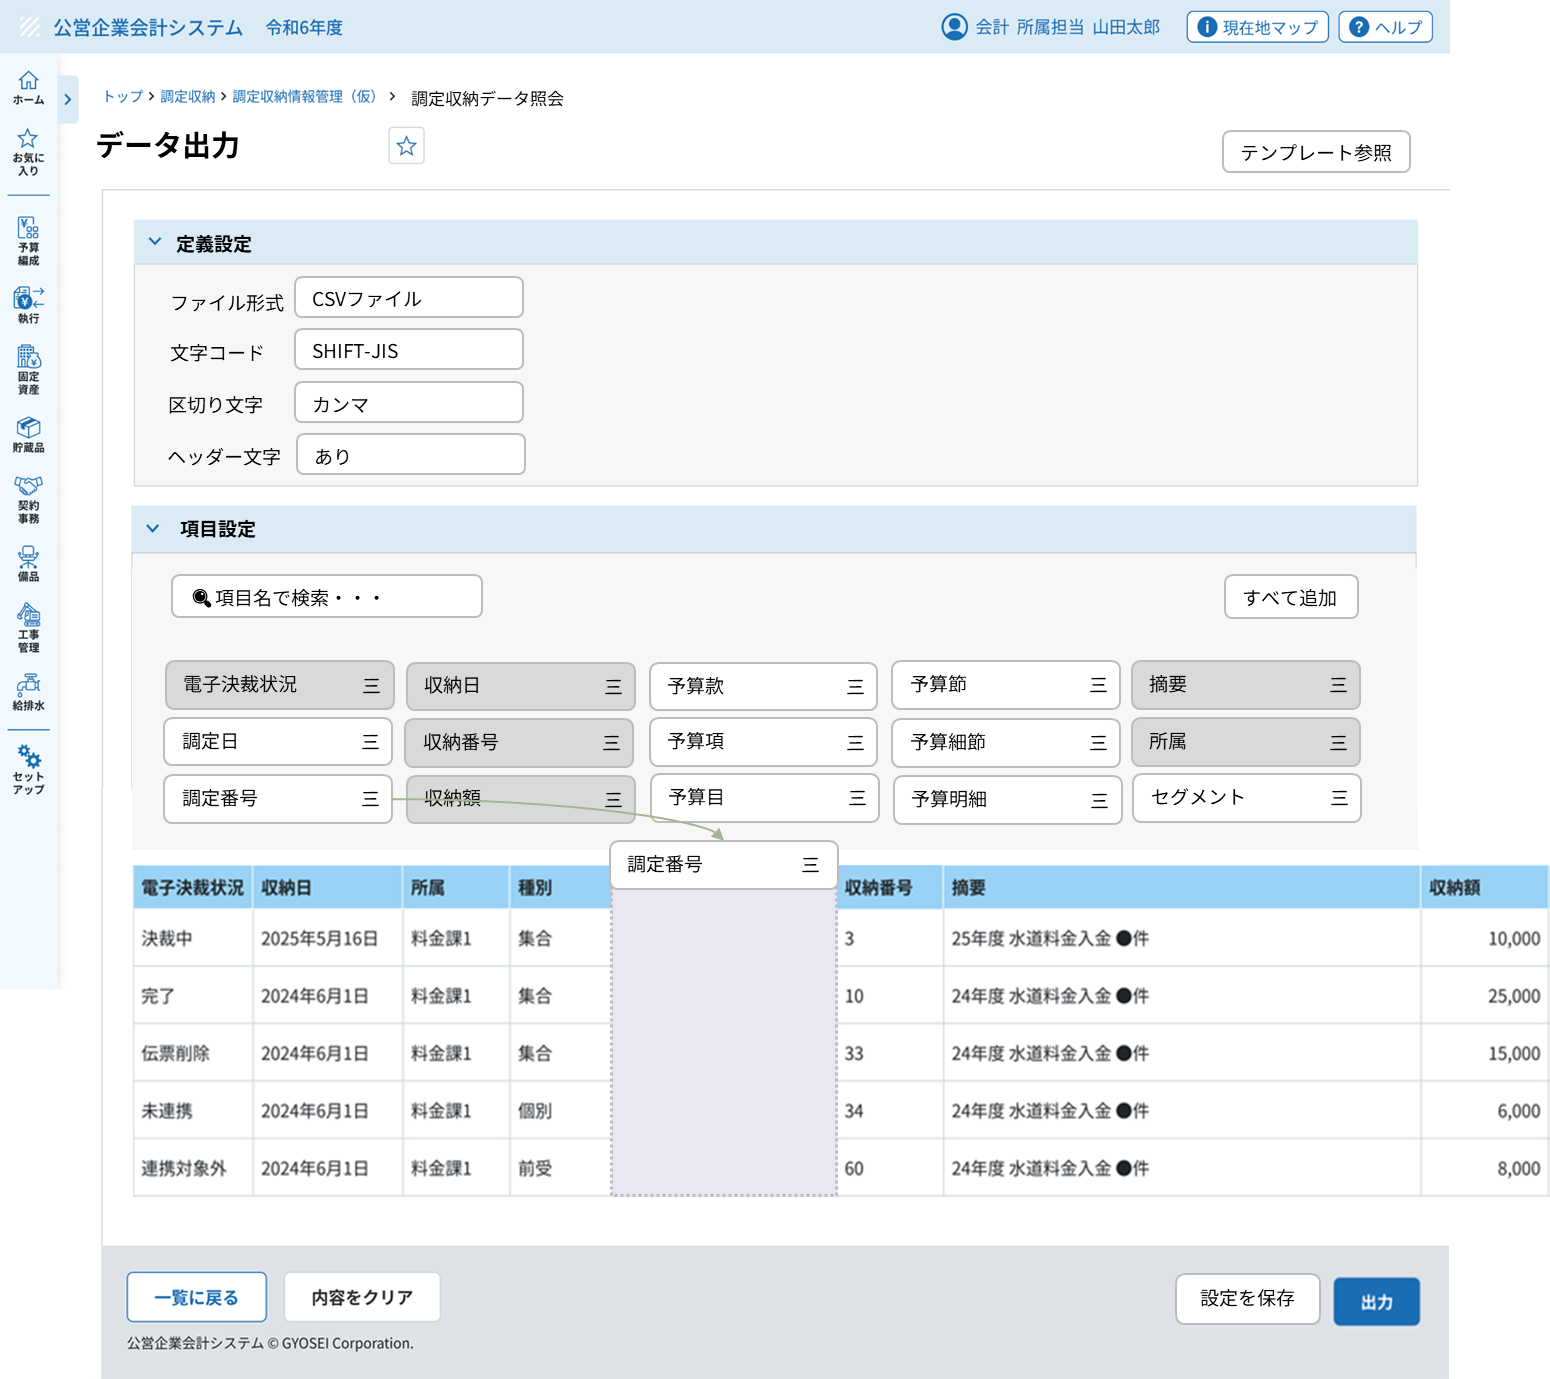 公営企業会計システム 令和6年度
会計 所属担当 山田太郎
現在地マップ
ヘルプ
ホーム
お気に
入り
予算
編成
執行
固定
資産
貯蔵品
契約
事務
備品
工事
管理
給排水
セット
アップ
トップ > 調定収納 > 調定収納情報管理（仮） > 調定収納データ照会
データ出力
テンプレート参照
定義設定
ファイル形式 CSVファイル
文字コード SHIFT-JIS
区切り文字 カンマ
ヘッダー文字 あり
項目設定
項目名で検索・・・
すべて追加
電子決裁状況 三 収納日 三 予算款 三 予算節 三 摘要 三
調定日 三 収納番号 三 予算項 三 予算細節 三 所属 三
調定番号 三 収納額 三 予算目 三 予算明細 三 セグメント 三
調定番号 三
電子決裁状況 収納日 所属 種別 収納番号 摘要 収納額
決裁中 2025年5月16日 料金課1 集合 3 25年度 水道料金入金 ●件 10,000
完了 2024年6月1日 料金課1 集合 10 24年度 水道料金入金 ●件 25,000
伝票削除 2024年6月1日 料金課1 集合 33 24年度 水道料金入金 ●件 15,000
未連携 2024年6月1日 料金課1 個別 34 24年度 水道料金入金 ●件 6,000
連携対象外 2024年6月1日 料金課1 前受 60 24年度 水道料金入金 ●件 8,000
一覧に戻る 内容をクリア 設定を保存 出力
公営企業会計システム © GYOSEI Corporation.